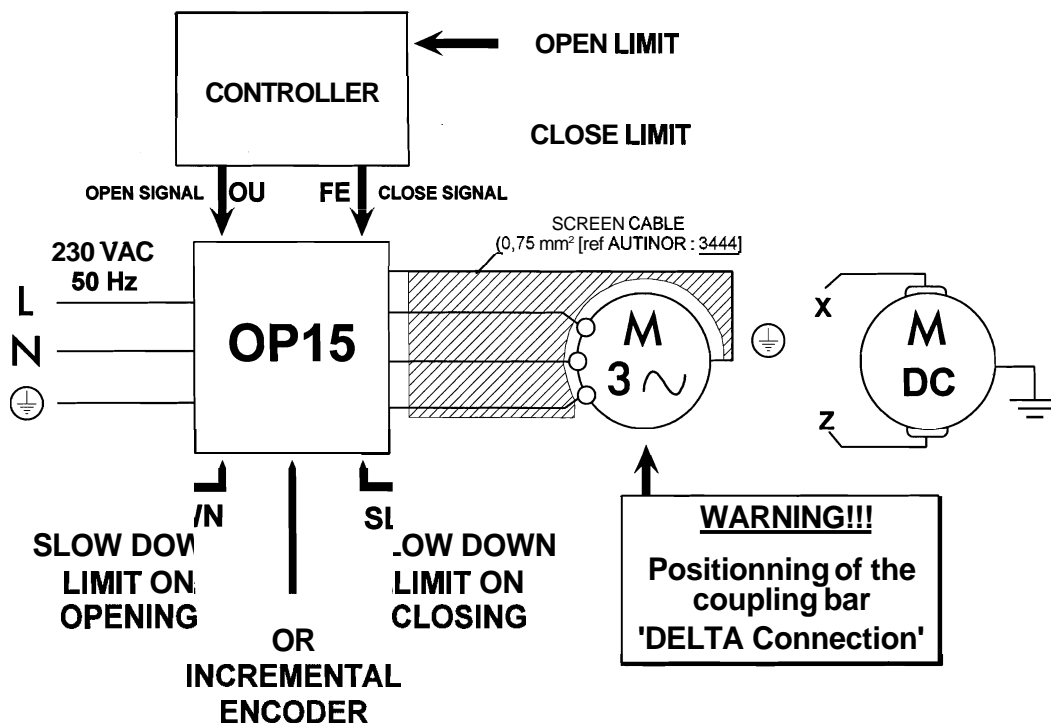 CONTROLLER
OPEN LIMIT
CLOSE LIMIT
OPEN SIGNAL
OU
FE
CLOSE SIGNAL
SCREEN CABLE
(0,75 mm² [ref AUTINOR : 3444]
230 VAC
50 Hz
L
N
OP15
M
3
X
M
DC
Z
SLOW DOW
LIMIT ON
OPENING
OR
INCREMENTAL
ENCODER
SL
LOW DOWN
LIMIT ON
CLOSING
WARNING!!!
Positionning of the
coupling bar
'DELTA Connection'